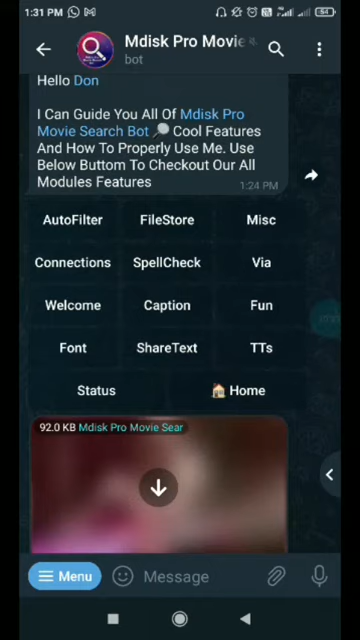 1:31 PM
54
Mdisk Pro Movie
bot
Hello Don
I Can Guide You All Of Mdisk Pro
Movie Search Bot 🔎 Cool Features
And How To Properly Use Me. Use
Below Buttom To Checkout Our All
Modules Features
1:24 PM
AutoFilter FileStore Misc
Connections SpellCheck Via
Welcome Caption Fun
Font ShareText TTs
Status 🏠 Home
92.0 KB Mdisk Pro Movie Sear
Menu Message